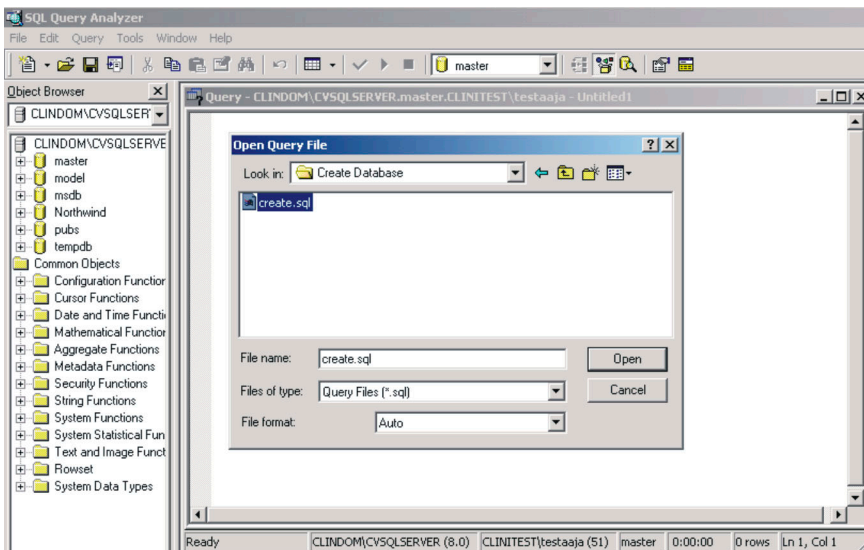 SQL Query Analyzer
File Edit Query Tools Window Help
master
Object Browser
CLINDOM\CVSQLSER
CLINDOM\CVSQLSERVE
master
model
msdb
Northwind
pubs
tempdb
Common Objects
Configuration Function
Cursor Functions
Date and Time Functi
Mathematical Function
Aggregate Functions
Metadata Functions
Security Functions
String Functions
System Functions
System Statistical Fun
Text and Image Funct
Rowset
System Data Types
Query - CLINDOM\CVSQLSERVER.master.CLINITEST\testaaja - Untitled1
Open Query File
Look in: Create Database
create.sql
File name: create.sql Open
Files of type: Query Files (*.sql) Cancel
File format: Auto
Ready CLINDOM\CVSQLSERVER (8.0) CLINITEST\testaaja (51) master 0:00:00 0 rows Ln 1, Col 1